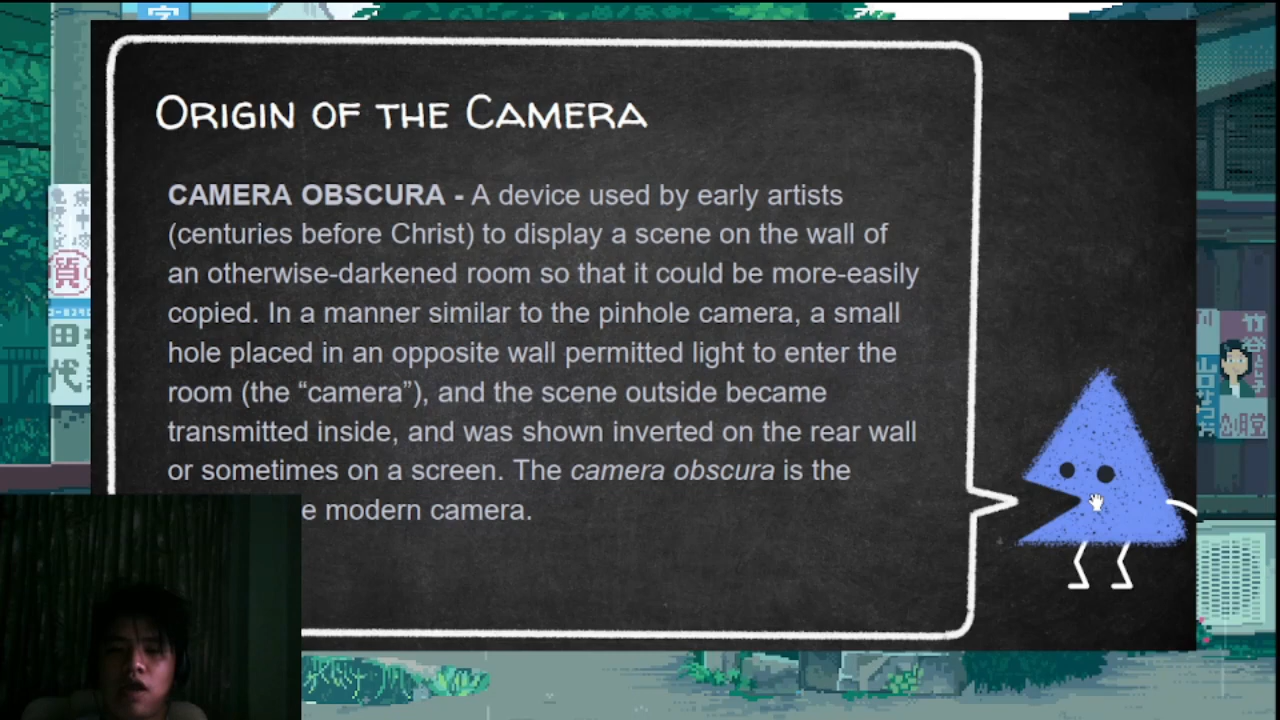 字
ORIGIN OF THE CAMERA
CAMERA OBSCURA - A device used by early artists
(centuries before Christ) to display a scene on the wall of
an otherwise-darkened room so that it could be more-easily
copied. In a manner similar to the pinhole camera, a small
hole placed in an opposite wall permitted light to enter the
room (the “camera”), and the scene outside became
transmitted inside, and was shown inverted on the rear wall
or sometimes on a screen. The camera obscura is the
modern camera.
質
田
代